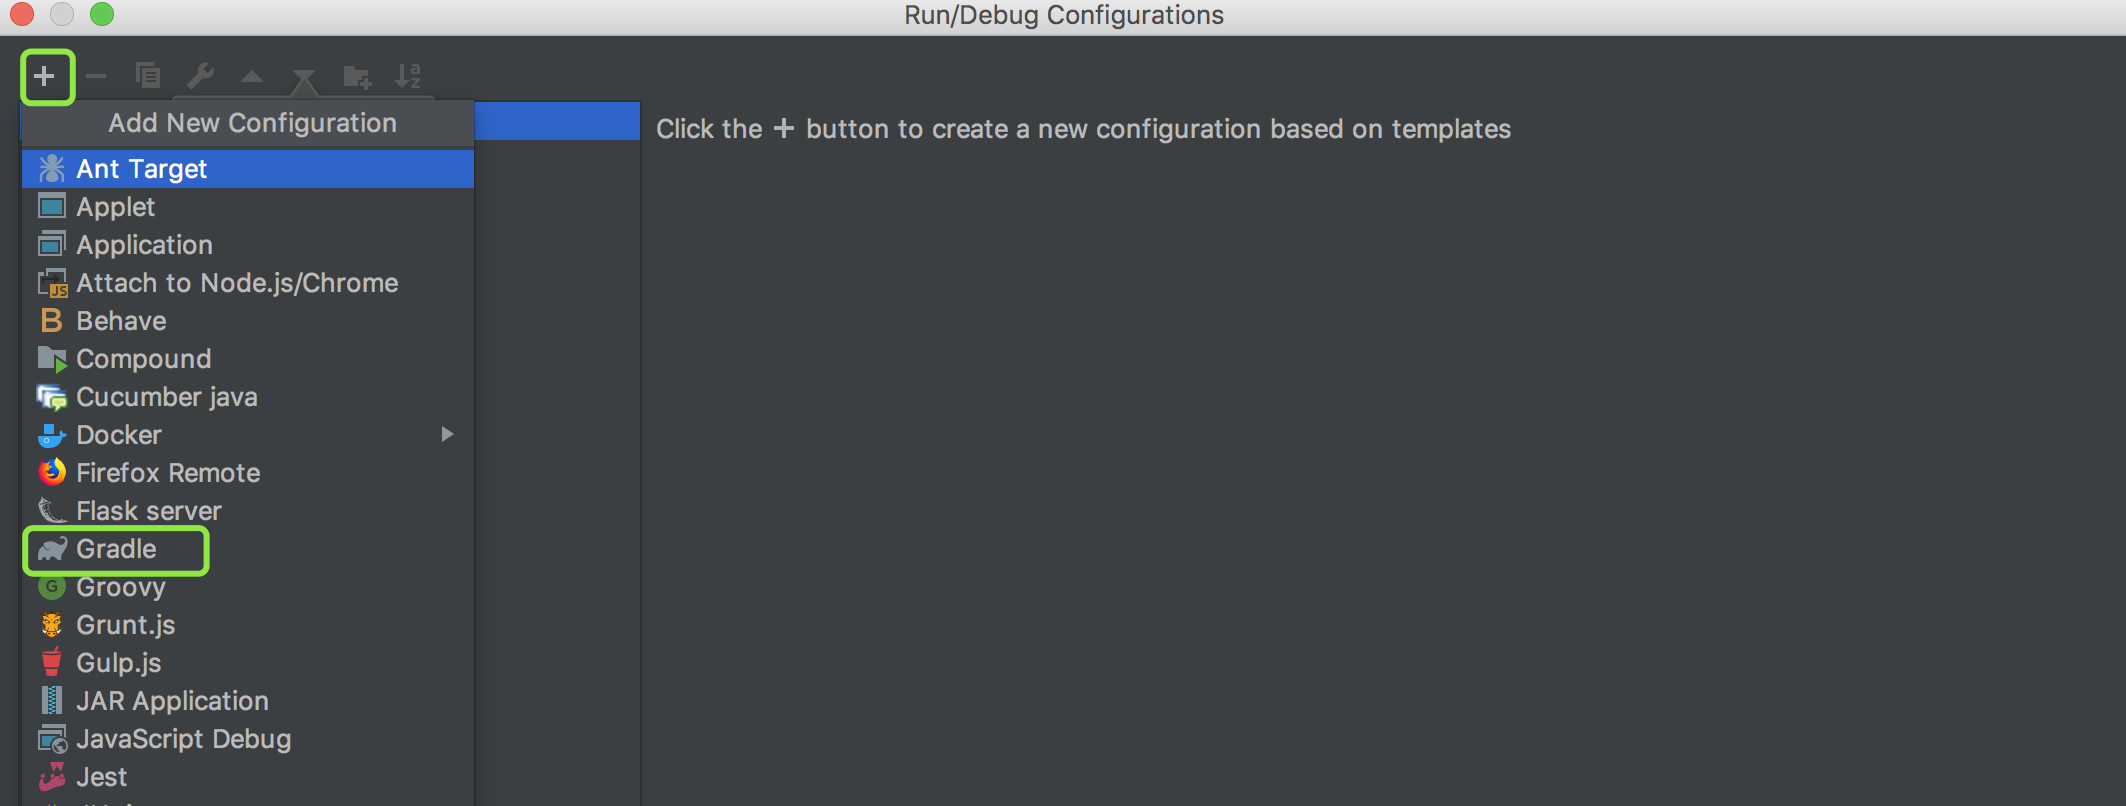 Run/Debug Configurations
Add New Configuration
Click the + button to create a new configuration based on templates
Ant Target
Applet
Application
Attach to Node.js/Chrome
Behave
Compound
Cucumber java
Docker
Firefox Remote
Flask server
Gradle
Groovy
Grunt.js
Gulp.js
JAR Application
JavaScript Debug
Jest